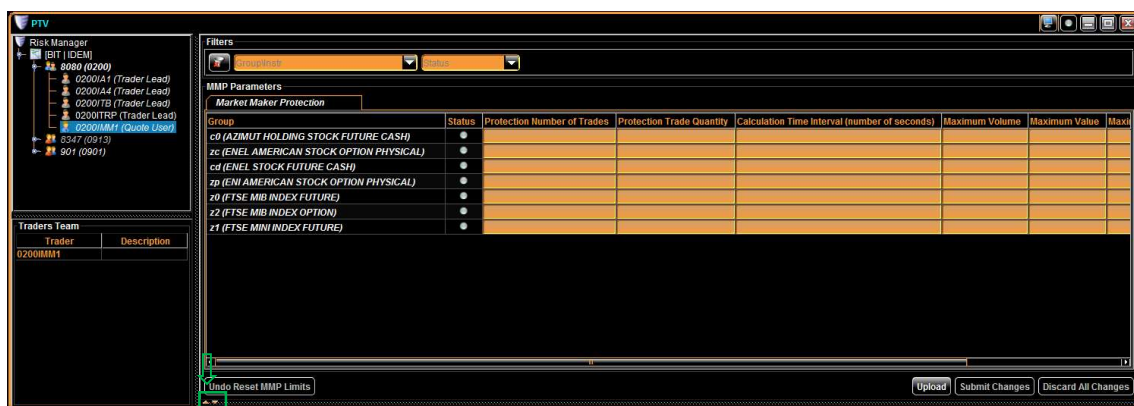 PTV
Risk Manager
[BIT | IDEM]
8080 (0200)
0200IA1 (Trader Lead)
0200IA4 (Trader Lead)
0200ITB (Trader Lead)
0200ITRP (Trader Lead)
0200IMM1 (Quote User)
8347 (0913)
901 (0901)
Traders Team
Trader Description
0200IMM1
Filters
Group\Instr Status
MMP Parameters
Market Maker Protection
Group Status Protection Number of Trades Protection Trade Quantity Calculation Time Interval (number of seconds) Maximum Volume Maximum Value Maxi
c0 (AZIMUT HOLDING STOCK FUTURE CASH)
zc (ENEL AMERICAN STOCK OPTION PHYSICAL)
cd (ENEL STOCK FUTURE CASH)
zp (ENI AMERICAN STOCK OPTION PHYSICAL)
z0 (FTSE MIB INDEX FUTURE)
z2 (FTSE MIB INDEX OPTION)
z1 (FTSE MINI INDEX FUTURE)
Undo Reset MMP Limits Upload Submit Changes Discard All Changes